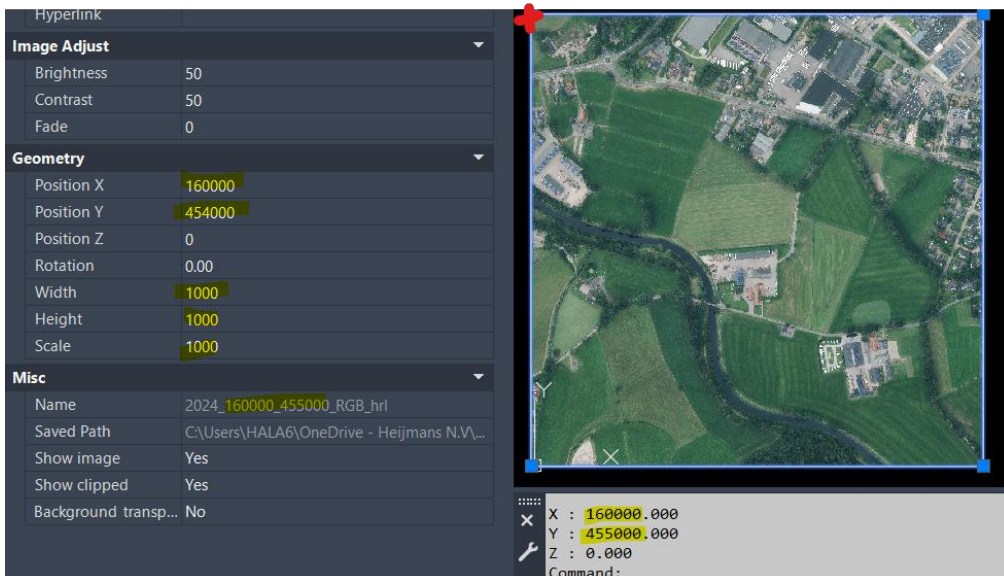 Hyperlink
Image Adjust
Brightness 50
Contrast 50
Fade 0
Geometry
Position X 160000
Position Y 454000
Position Z 0
Rotation 0.00
Width 1000
Height 1000
Scale 1000
Misc
Name 2024_160000_455000_RGB_hrl
Saved Path C:\Users\HALA6\OneDrive - Heijmans N.V\...
Show image Yes
Show clipped Yes
Background transp... No
Y
X
X : 160000.000
Y : 455000.000
Z : 0.000
Command: